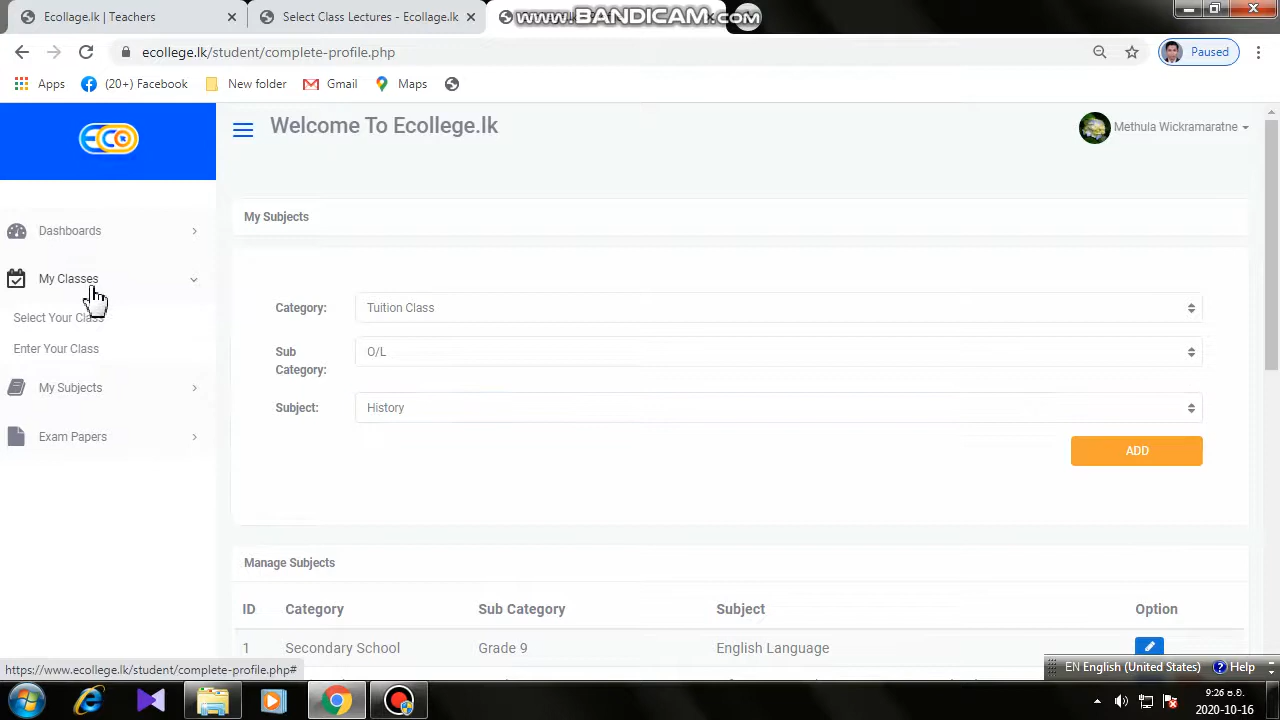 Ecollage.lk | Teachers
Select Class Lectures - Ecollage.lk
www.BANDICAM.com
ecollege.lk/student/complete-profile.php
Paused
Apps
(20+) Facebook
New folder
Gmail
Maps
ECO
Welcome To Ecollege.lk
Methula Wickramaratne
Dashboards
My Subjects
My Classes
Category:
Tuition Class
Select Your Class
Enter Your Class
Sub Category:
O/L
My Subjects
Subject:
History
Exam Papers
ADD
Manage Subjects
ID Category Sub Category Subject Option
1 Secondary School Grade 9 English Language
https://www.ecollege.lk/student/complete-profile.php#
EN English (United States) Help
9:26 ප.ව.
2020-10-16